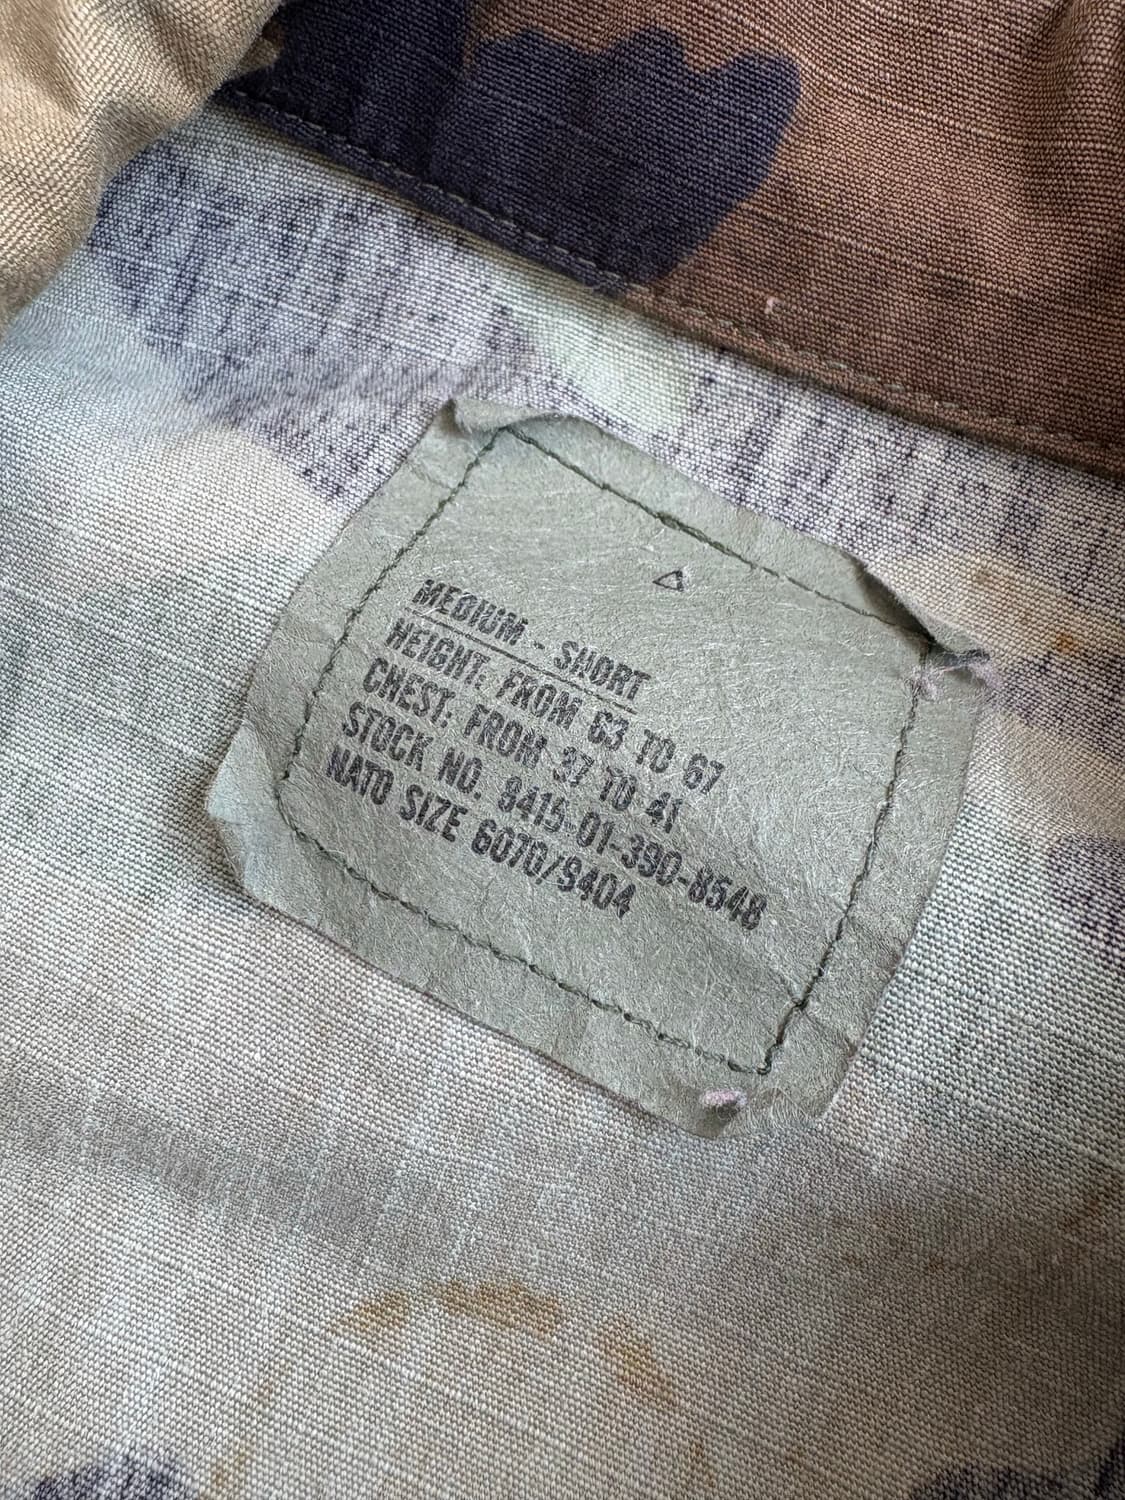 MEDIUM - SHORT
HEIGHT: FROM 63 TO 67
CHEST: FROM 37 TO 41
STOCK NO. 8415-01-390-8548
NATO SIZE 6070/9404